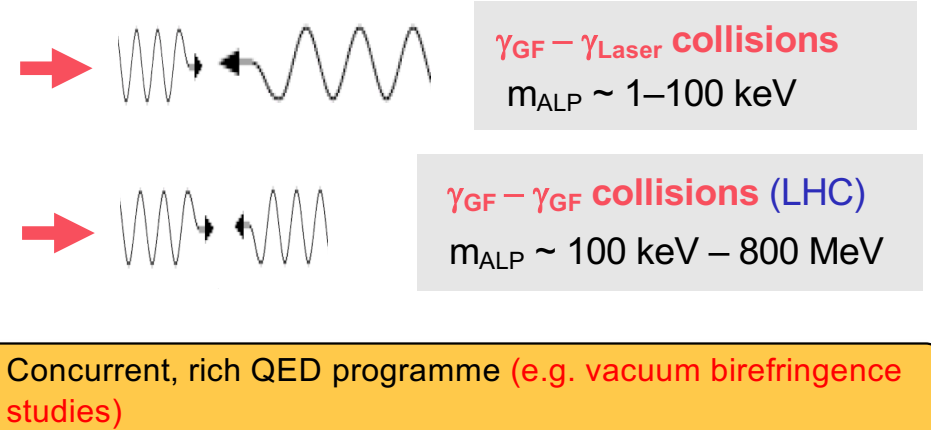 γGF – γLaser collisions
mALP ~ 1–100 keV
γGF – γGF collisions (LHC)
mALP ~ 100 keV – 800 MeV
Concurrent, rich QED programme (e.g. vacuum birefringence
studies)